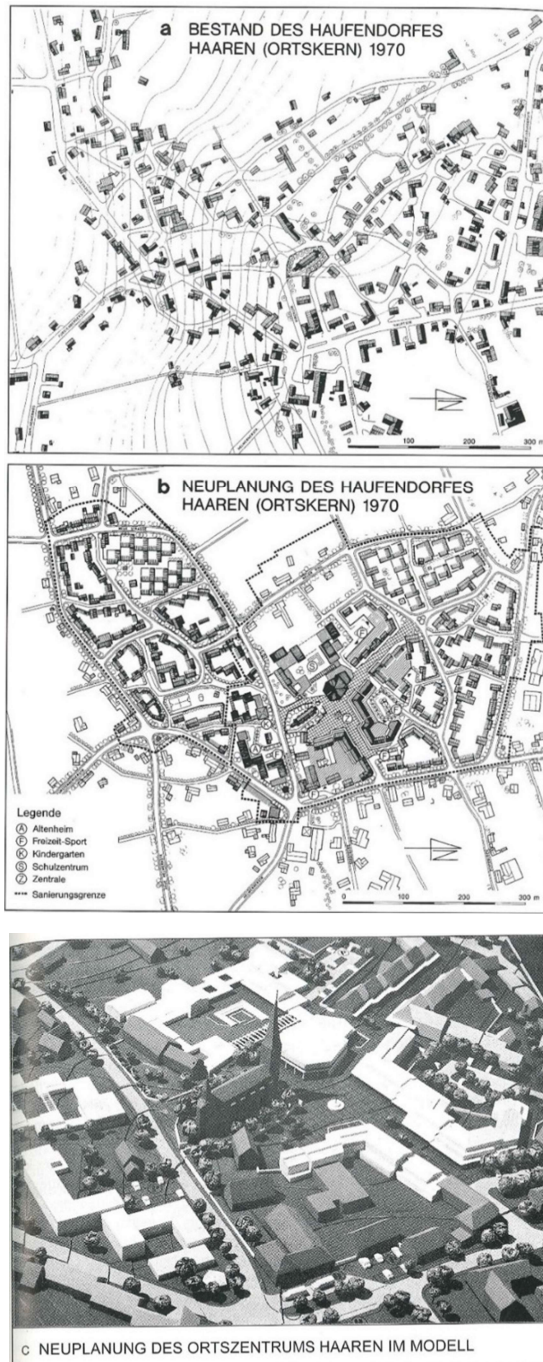 a BESTAND DES HAUFENDORFES
HAAREN (ORTSKERN) 1970
0 100 200 300 m
b NEUPLANUNG DES HAUFENDORFES
HAAREN (ORTSKERN) 1970
Legende
A Altenheim
F Freizeit-Sport
K Kindergarten
S Schulzentrum
Z Zentrale
Sanierungsgrenze
0 100 200 300 m
c NEUPLANUNG DES ORTSZENTRUMS HAAREN IM MODELL